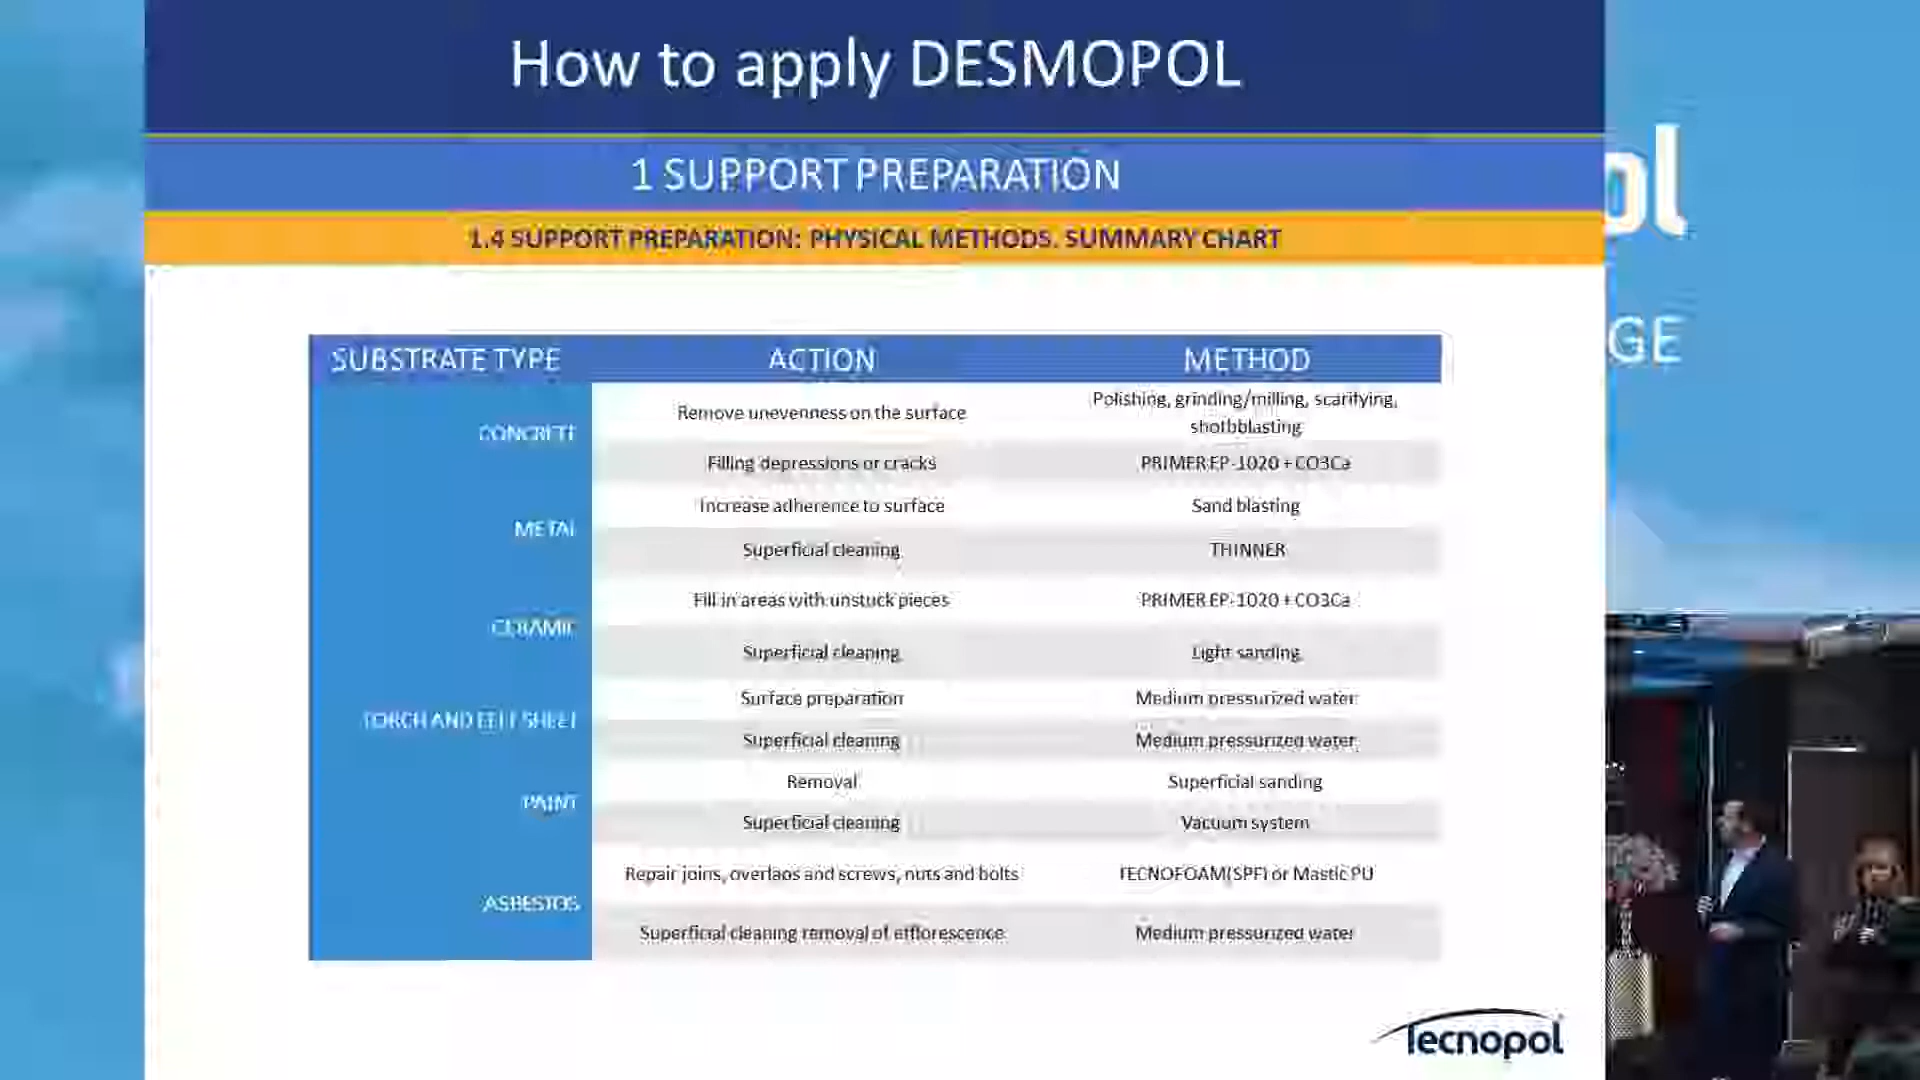 How to apply DESMOPOL
1 SUPPORT PREPARATION
1.4 SUPPORT PREPARATION: PHYSICAL METHODS. SUMMARY CHART
ol
GE
SUBSTRATE TYPE ACTION METHOD
CONCRETE
Remove unevenness on the surface
Polishing, grinding/milling, scarifying,
shotbblasting
Filling depressions or cracks PRIMER EP-1020 + CO3Ca
METAL
Increase adherence to surface Sand blasting
Superficial cleaning THINNER
CERAMIC
Fill in areas with unstuck pieces PRIMER EP-1020 + CO3Ca
Superficial cleaning Light sanding
TORCH AND FELT SHEET
Surface preparation Medium pressurized water
Superficial cleaning Medium pressurized water
PAINT
Removal Superficial sanding
Superficial cleaning Vacuum system
ASBESTOS
Repair joins, overlaps and screws, nuts and bolts TECNOFOAM(SPF) or Mastic PU
Superficial cleaning removal of efflorescence Medium pressurized water
Tecnopol